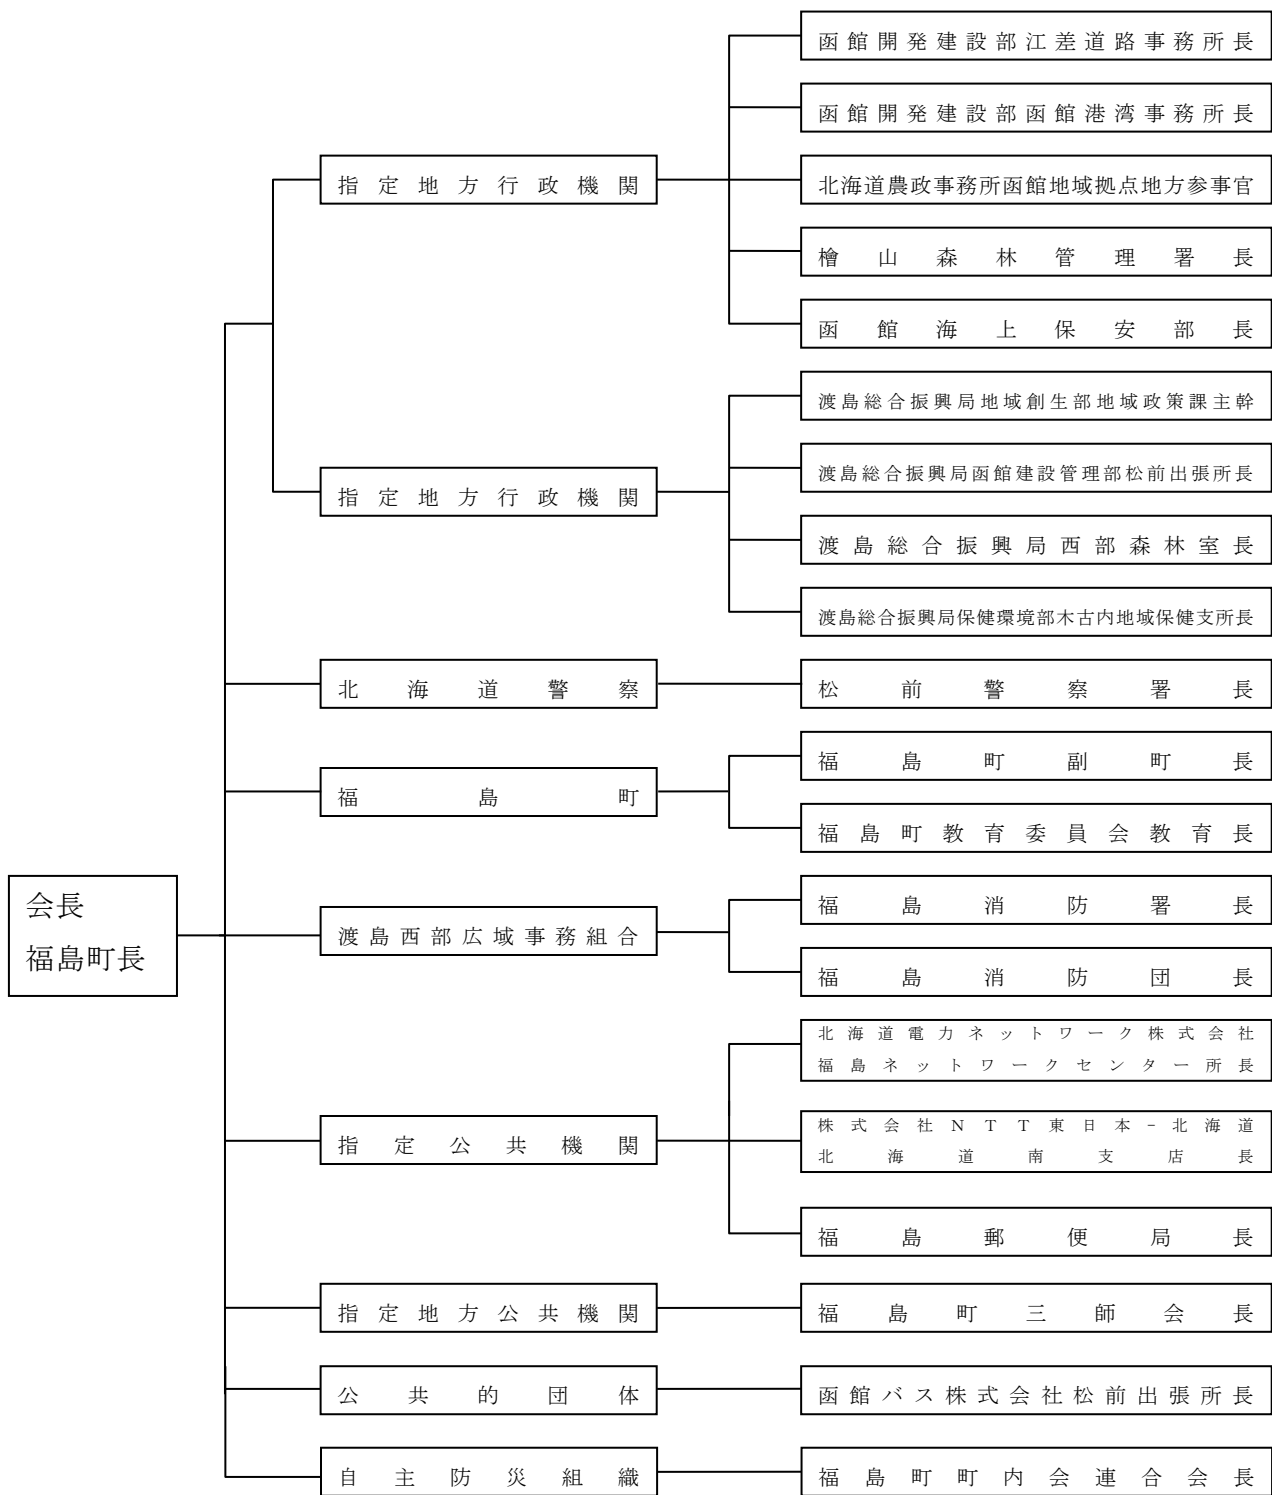 会長
福島町長
指定地方行政機関
函館開発建設部江差道路事務所長
函館開発建設部函館港湾事務所長
北海道農政事務所函館地域拠点地方参事官
檜山森林管理署長
函館海上保安部長
指定地方行政機関
渡島総合振興局地域創生部地域政策課主幹
渡島総合振興局函館建設管理部松前出張所長
渡島総合振興局西部森林室長
渡島総合振興局保健環境部木古内地域保健支所長
北海道警察
松前警察署長
福島町
福島町副町長
福島町教育委員会教育長
渡島西部広域事務組合
福島消防署長
福島消防団長
指定公共機関
北海道電力ネットワーク株式会社
福島ネットワークセンター所長
株式会社NTT東日本-北海道
北海道南支店長
福島郵便局長
指定地方公共機関
福島町三師会長
公共的団体
函館バス株式会社松前出張所長
自主防災組織
福島町町内会連合会長